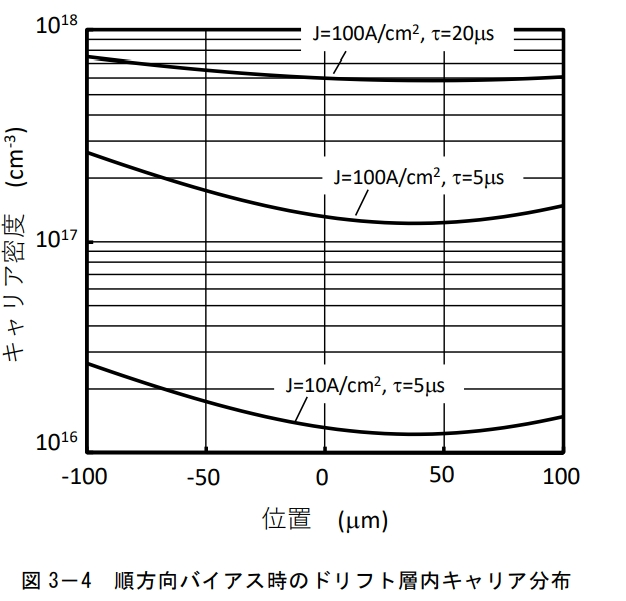 10¹⁸
J=100A/cm², τ=20μs
キャリア密度 (cm⁻³)
J=100A/cm², τ=5μs
10¹⁷
J=10A/cm², τ=5μs
10¹⁶
-100 -50 0 50 100
位置 (μm)
図3－4 順方向バイアス時のドリフト層内キャリア分布